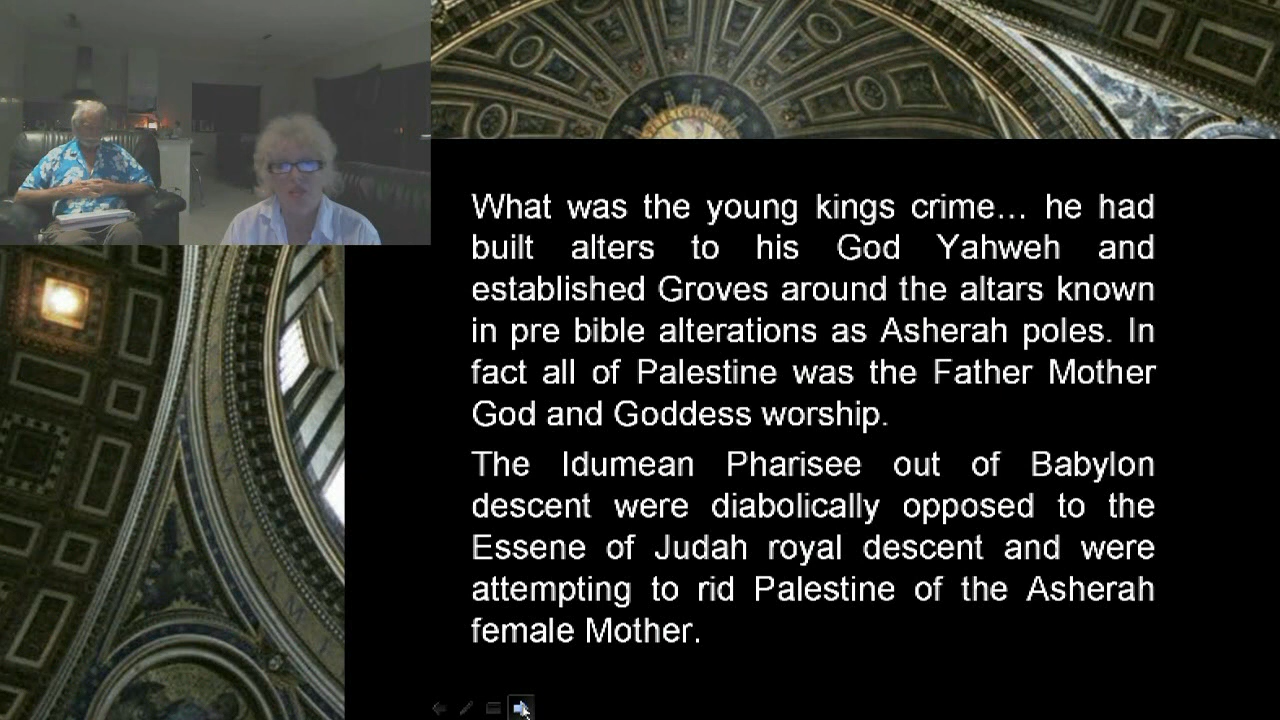 What was the young kings crime... he had
built alters to his God Yahweh and
established Groves around the altars known
in pre bible alterations as Asherah poles. In
fact all of Palestine was the Father Mother
God and Goddess worship.
The Idumean Pharisee out of Babylon
descent were diabolically opposed to the
Essene of Judah royal descent and were
attempting to rid Palestine of the Asherah
female Mother.